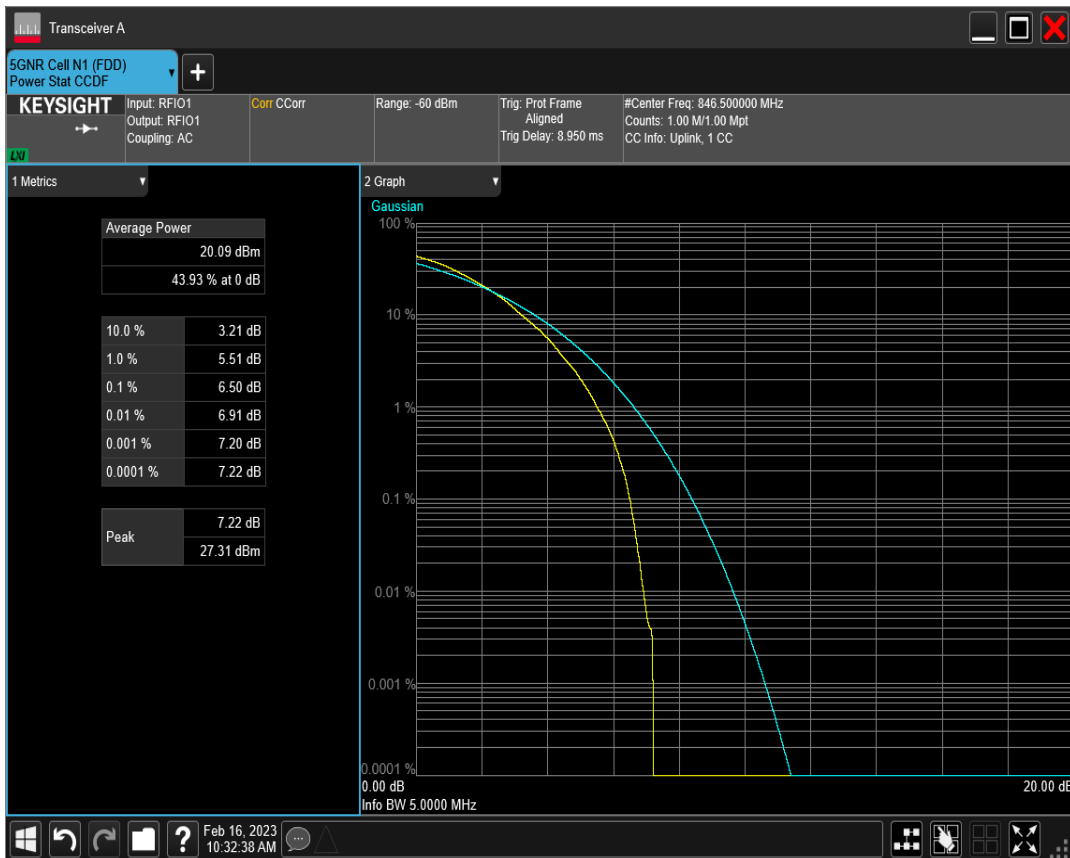 Transceiver A
5GNR Cell N1 (FDD)
Power Stat CCDF
+
KEYSIGHT
LXI
Input: RFIO1
Output: RFIO1
Coupling: AC
Corr CCorr
Range: -60 dBm
Trig: Prot Frame
Aligned
Trig Delay: 8.950 ms
#Center Freq: 846.500000 MHz
Counts: 1.00 M/1.00 Mpt
CC Info: Uplink, 1 CC
1 Metrics
Average Power
20.09 dBm
43.93 % at 0 dB
10.0 % 3.21 dB
1.0 % 5.51 dB
0.1 % 6.50 dB
0.01 % 6.91 dB
0.001 % 7.20 dB
0.0001 % 7.22 dB
Peak
7.22 dB
27.31 dBm
2 Graph
Gaussian
100 %
10 %
1 %
0.1 %
0.01 %
0.001 %
0.0001 %
0.00 dB 20.00 dB
Info BW 5.0000 MHz
?
Feb 16, 2023
10:32:38 AM